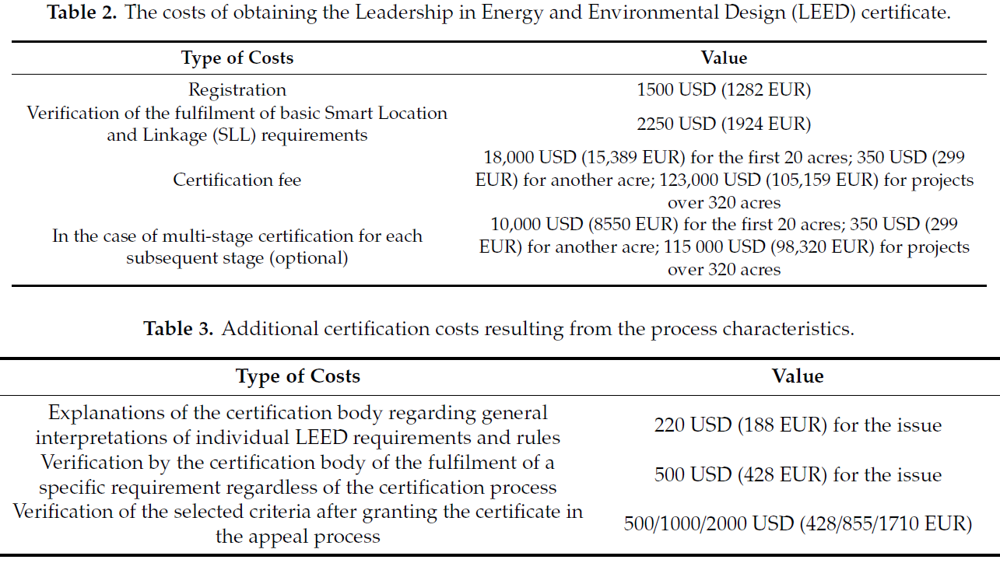 Table 2. The costs of obtaining the Leadership in Energy and Environmental Design (LEED) certificate.
Type of Costs Value
Registration 1500 USD (1282 EUR)
Verification of the fulfilment of basic Smart Location
and Linkage (SLL) requirements
2250 USD (1924 EUR)
Certification fee
18,000 USD (15,389 EUR) for the first 20 acres; 350 USD (299
EUR) for another acre; 123,000 USD (105,159 EUR) for projects
over 320 acres
In the case of multi-stage certification for each
subsequent stage (optional)
10,000 USD (8550 EUR) for the first 20 acres; 350 USD (299
EUR) for another acre; 115 000 USD (98,320 EUR) for projects
over 320 acres
Table 3. Additional certification costs resulting from the process characteristics.
Type of Costs Value
Explanations of the certification body regarding general
interpretations of individual LEED requirements and rules
220 USD (188 EUR) for the issue
Verification by the certification body of the fulfilment of a
specific requirement regardless of the certification process
500 USD (428 EUR) for the issue
Verification of the selected criteria after granting the certificate in
the appeal process
500/1000/2000 USD (428/855/1710 EUR)